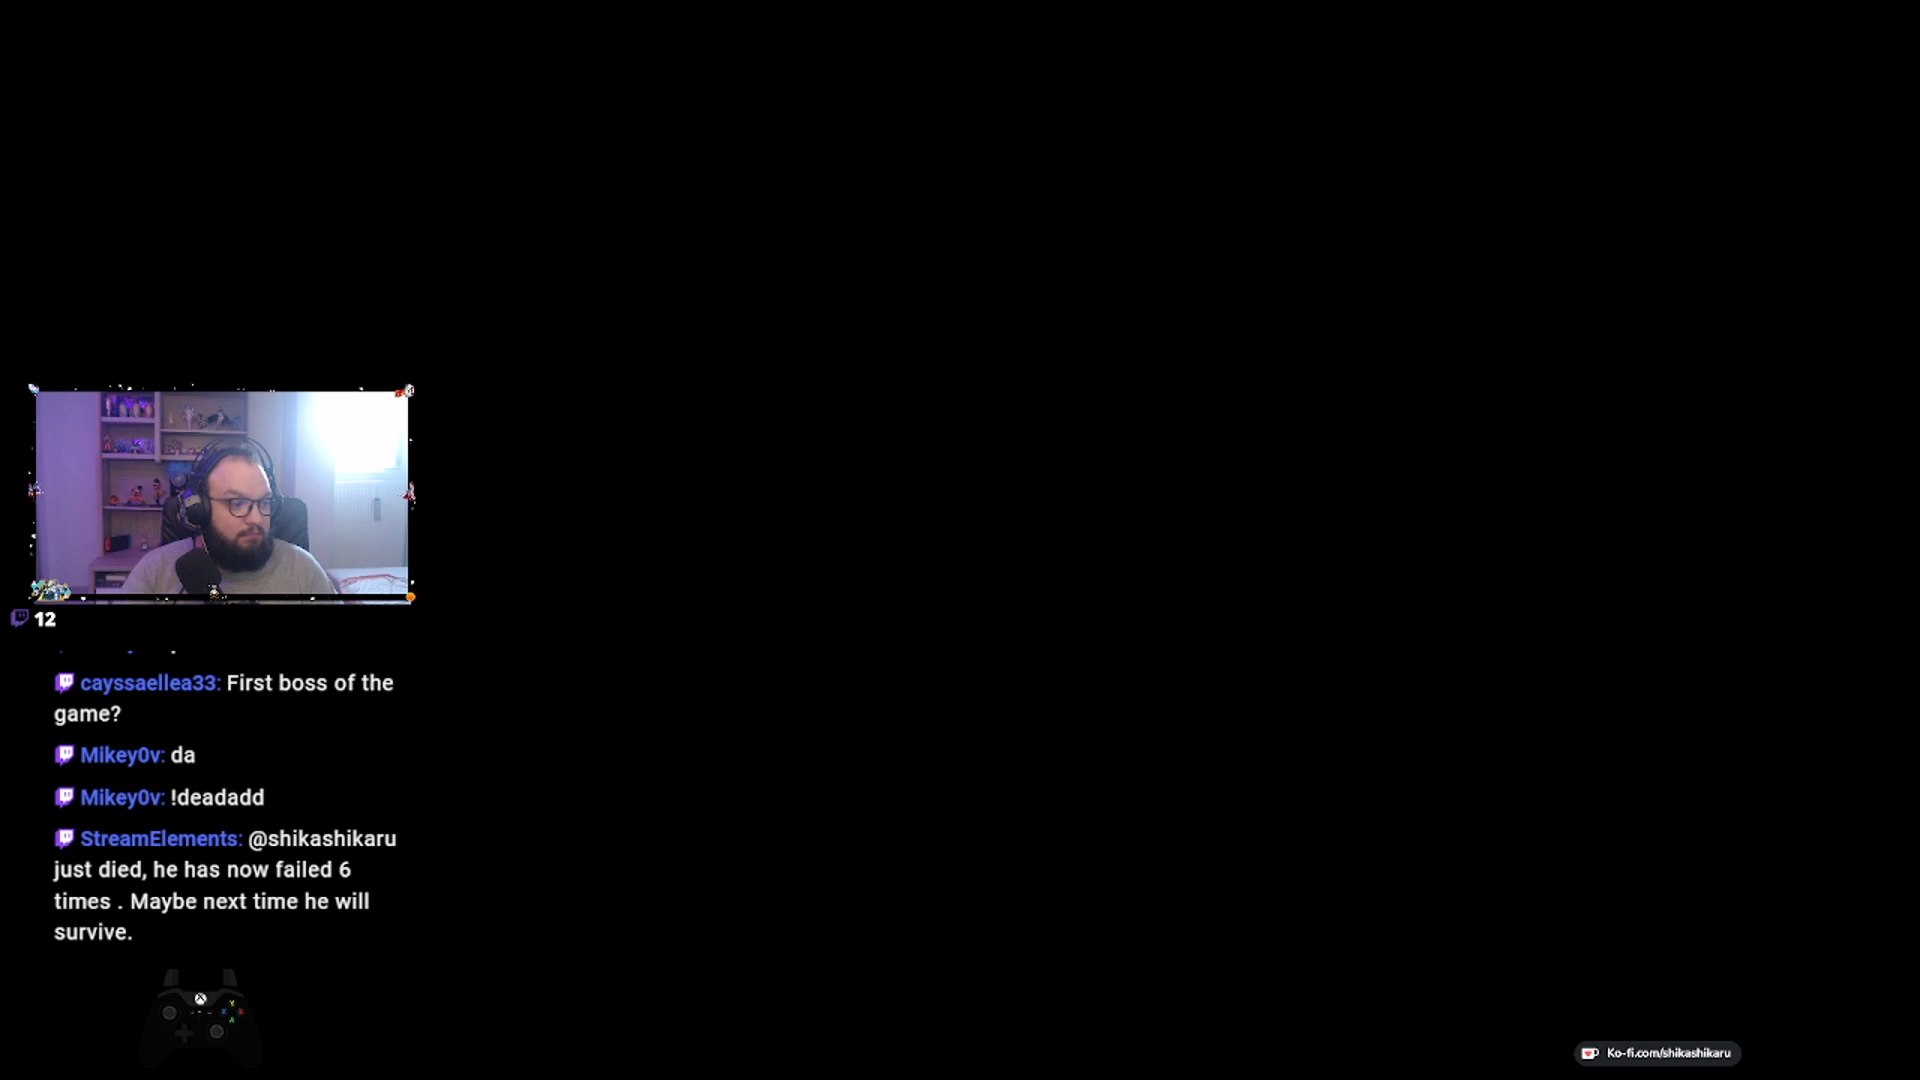 12
cayssaellea33: First boss of the
game?
Mikey0v: da
Mikey0v: !deadadd
StreamElements: @shikashikaru
just died, he has now failed 6
times . Maybe next time he will
survive.
Ko-fi.com/shikashikaru